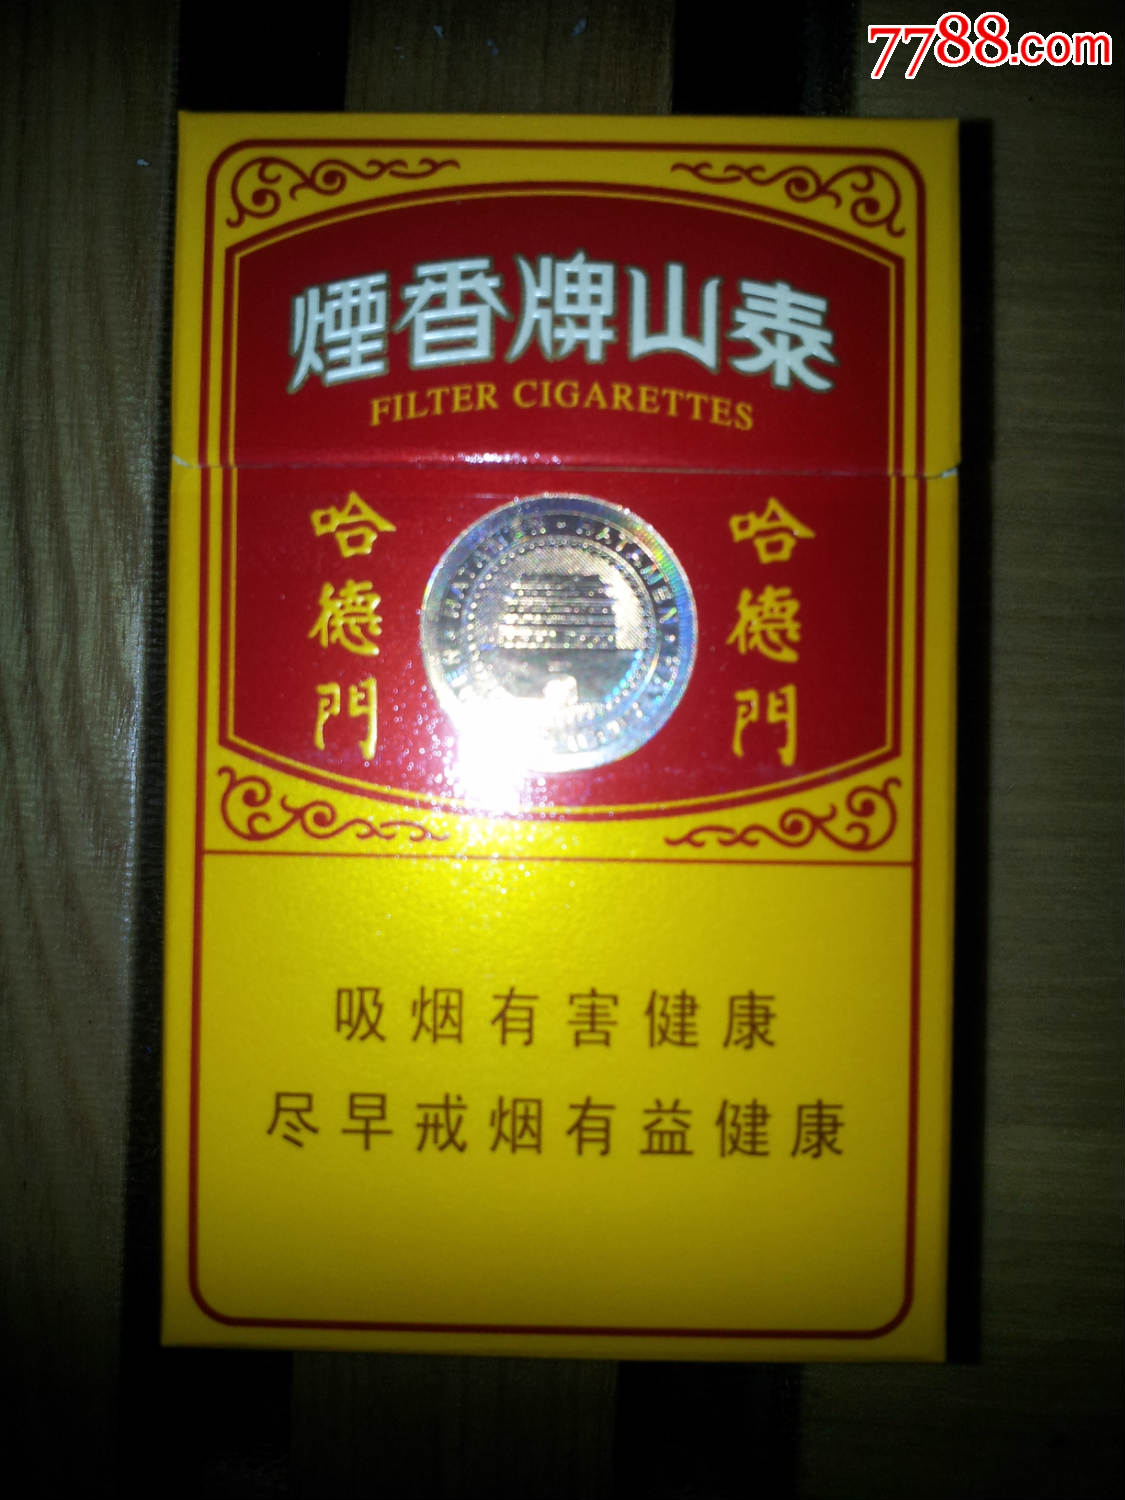 7788.com
泰山牌香煙
FILTER CIGARETTES
哈德門
哈德門
HATAMEN
吸烟有害健康
尽早戒烟有益健康